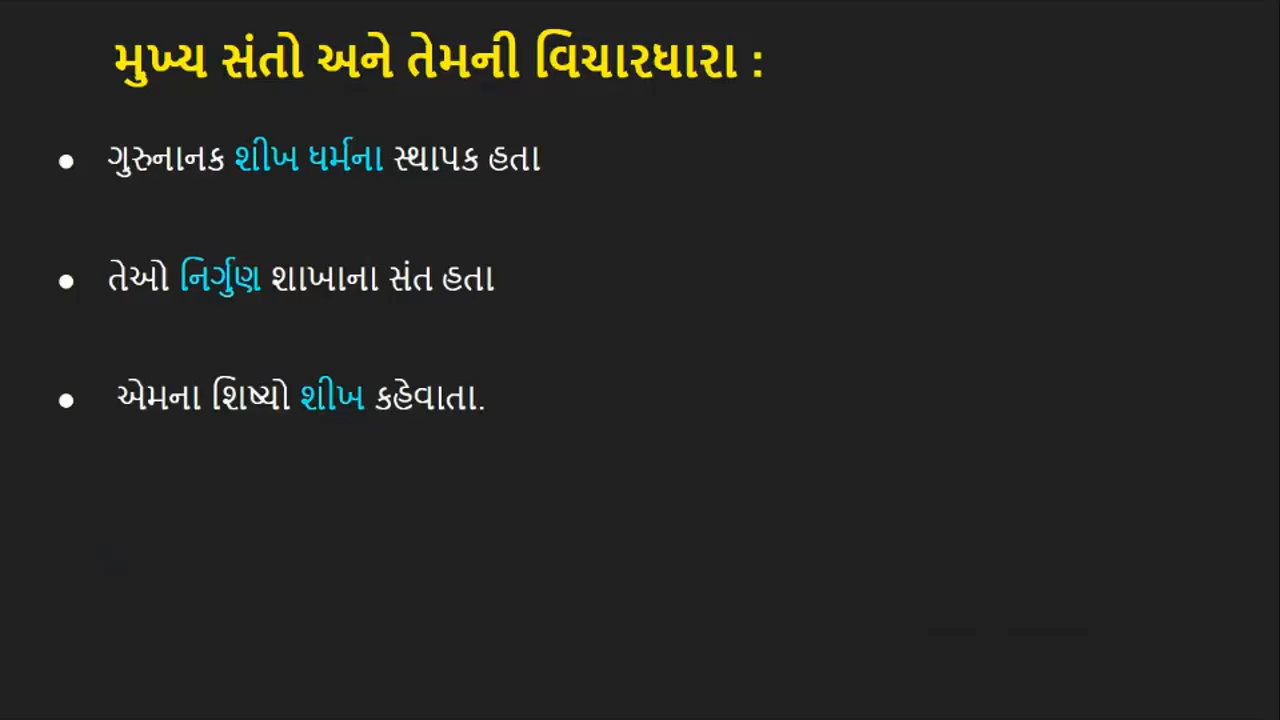 મુખ્ય સંતો અને તેમની વિચારધારા :
• ગુરુનાનક શીખ ધર્મના સ્થાપક હતા
• તેઓ નિર્ગુણ શાખાના સંત હતા
• એમના શિષ્યો શીખ કહેવાતા.